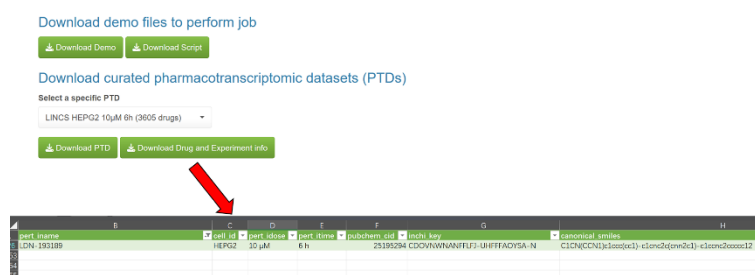 Download demo files to perform job
Download Demo Download Script
Download curated pharmacotranscriptomic datasets (PTDs)
Select a specific PTD
LINCS HEPG2 10μM 6h (3605 drugs)
Download PTD Download Drug and Experiment info
B C D E F G H
pert_iname cell_id pert_idose pert_itime pubchem_cid inchi_key canonical_smiles
LDN-193189 HEPG2 10 μM 6 h 25195294 CDOVNWNANFFLFJ-UHFFFAOYSA-N C1CN(CCN1)c1ccc(cc1)-c1cnc2c(cnn2c1)-c1ccnc2ccccc12